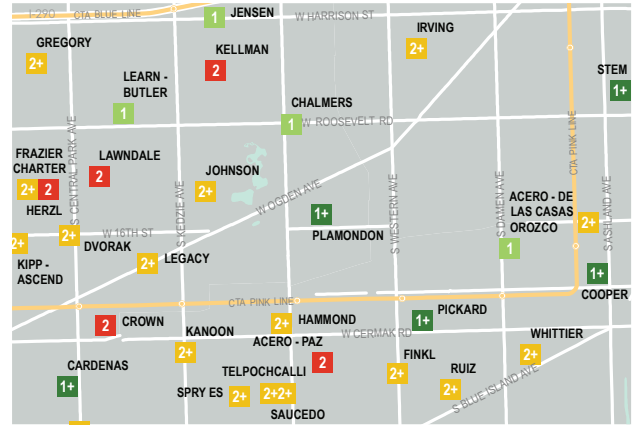 I-290
CTA BLUE LINE
1
JENSEN
W HARRISON ST
GREGORY
2+
KELLMAN
2
IRVING
2+
STEM
1+
LEARN -
BUTLER
1
CHALMERS
1
W ROOSEVELT RD
S CENTRAL PARK AVE
CTA PINK LINE
FRAZIER
CHARTER
2+
2
HERZL
LAWNDALE
2
JOHNSON
2+
S KEDZIE AVE
W OGDEN AVE
S WESTERN AVE
S DAMEN AVE
S ASHLAND AVE
ACERO - DE
LAS CASAS
2+
OROZCO
1
1+
PLAMONDON
W 16TH ST
2+
DVORAK
2+
KIPP -
ASCEND
2+
LEGACY
1+
COOPER
CTA PINK LINE
2
CROWN
2+
HAMMOND
1+
PICKARD
W CERMAK RD
KANOON
2+
ACERO - PAZ
2
WHITTIER
2+
CARDENAS
1+
TELPOCHCALLI
FINKL
2+
RUIZ
2+
SPRY ES
2+
2+
2+
SAUCEDO
S BLUE ISLAND AVE